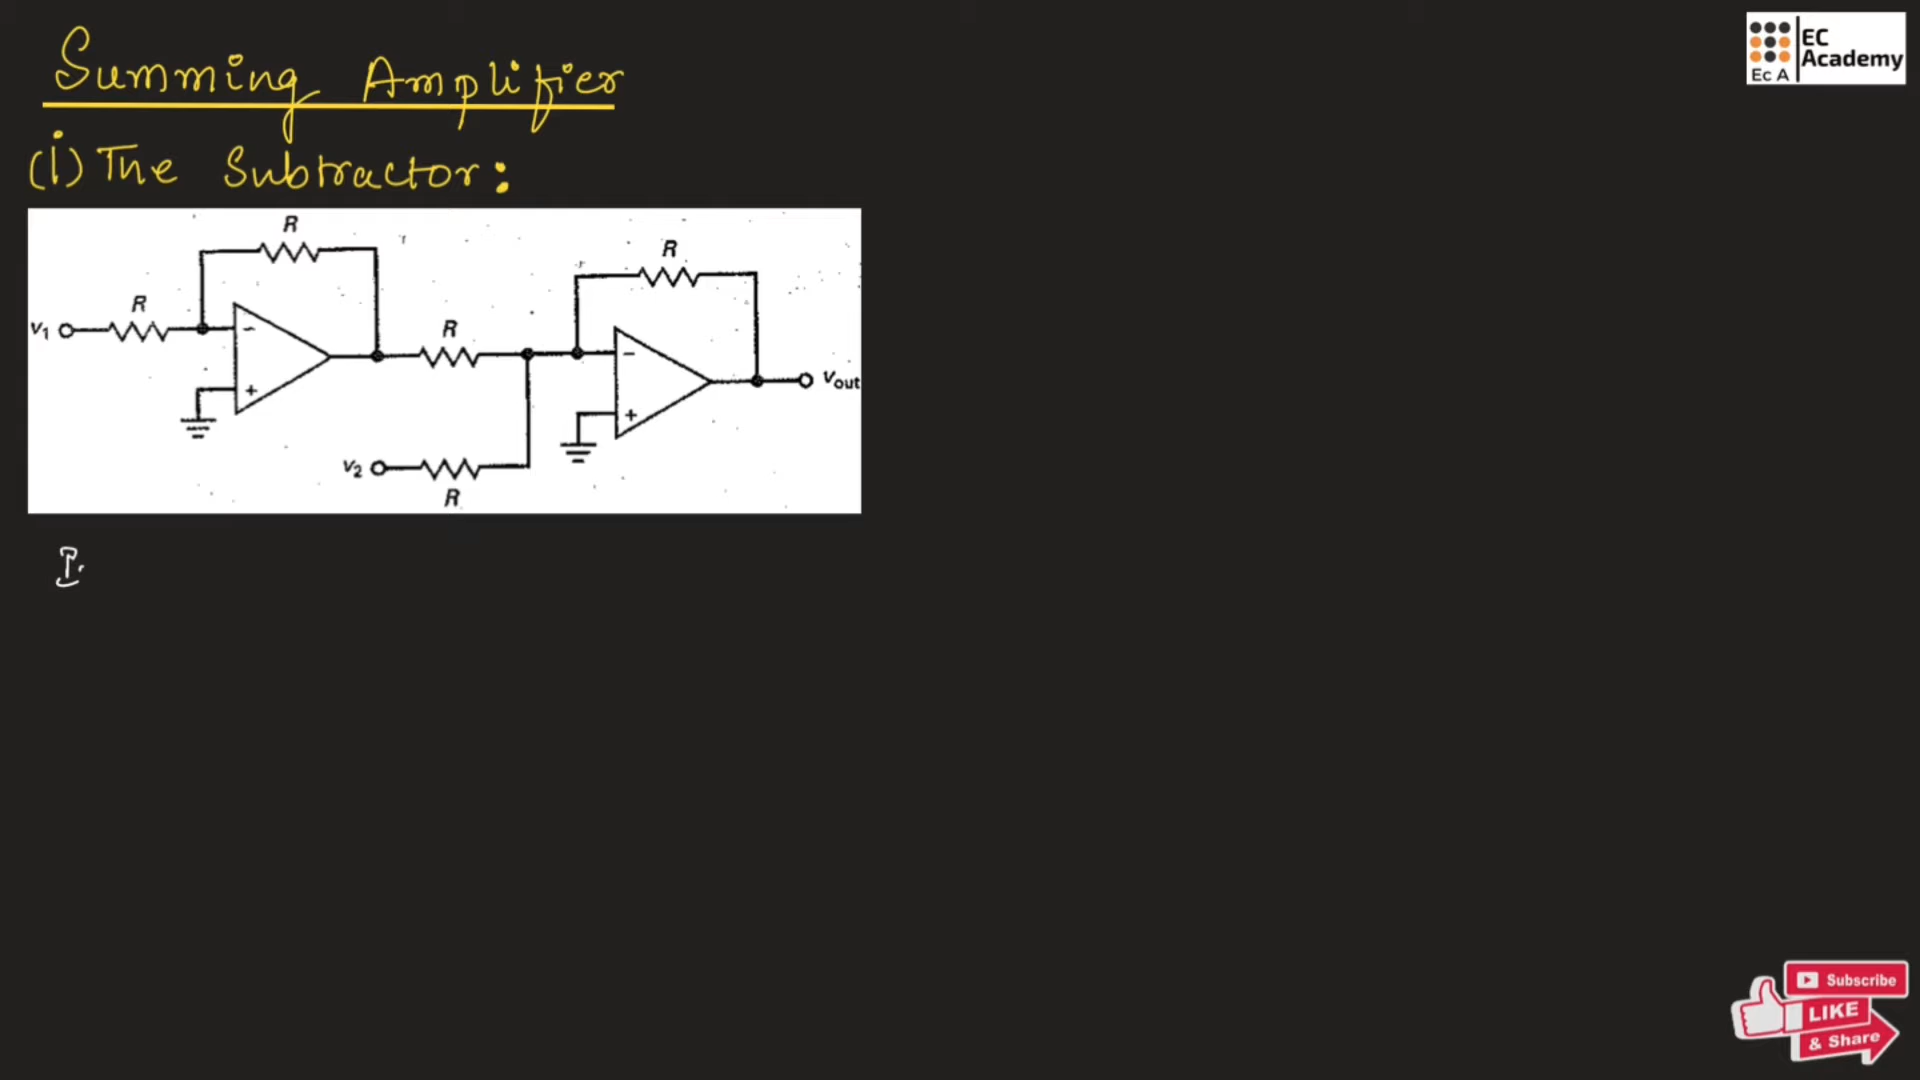 Summing Amplifier
(i) The Subtractor:
R
R
R
R
v1
−
−
R
+
vout
+
v2
R
EC
Academy
Ec A
Subscribe
LIKE
& Share